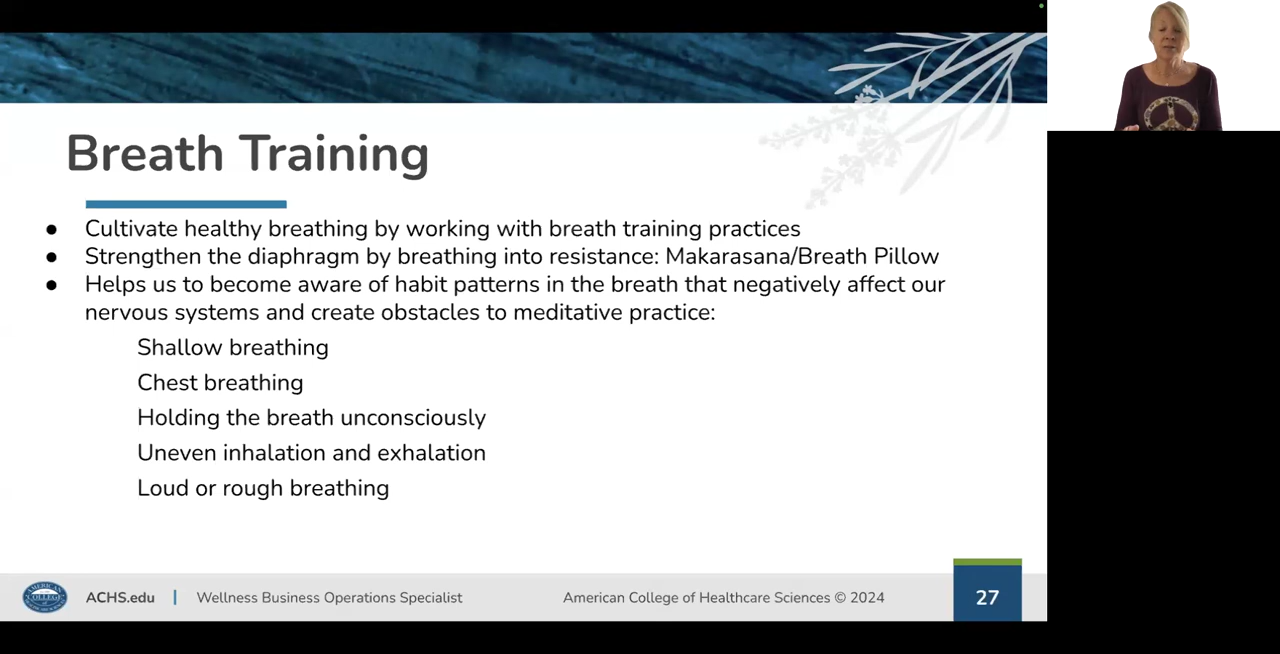 Breath Training
● Cultivate healthy breathing by working with breath training practices
● Strengthen the diaphragm by breathing into resistance: Makarasana/Breath Pillow
● Helps us to become aware of habit patterns in the breath that negatively affect our
nervous systems and create obstacles to meditative practice:
Shallow breathing
Chest breathing
Holding the breath unconsciously
Uneven inhalation and exhalation
Loud or rough breathing
ACHS.edu | Wellness Business Operations Specialist American College of Healthcare Sciences © 2024 27